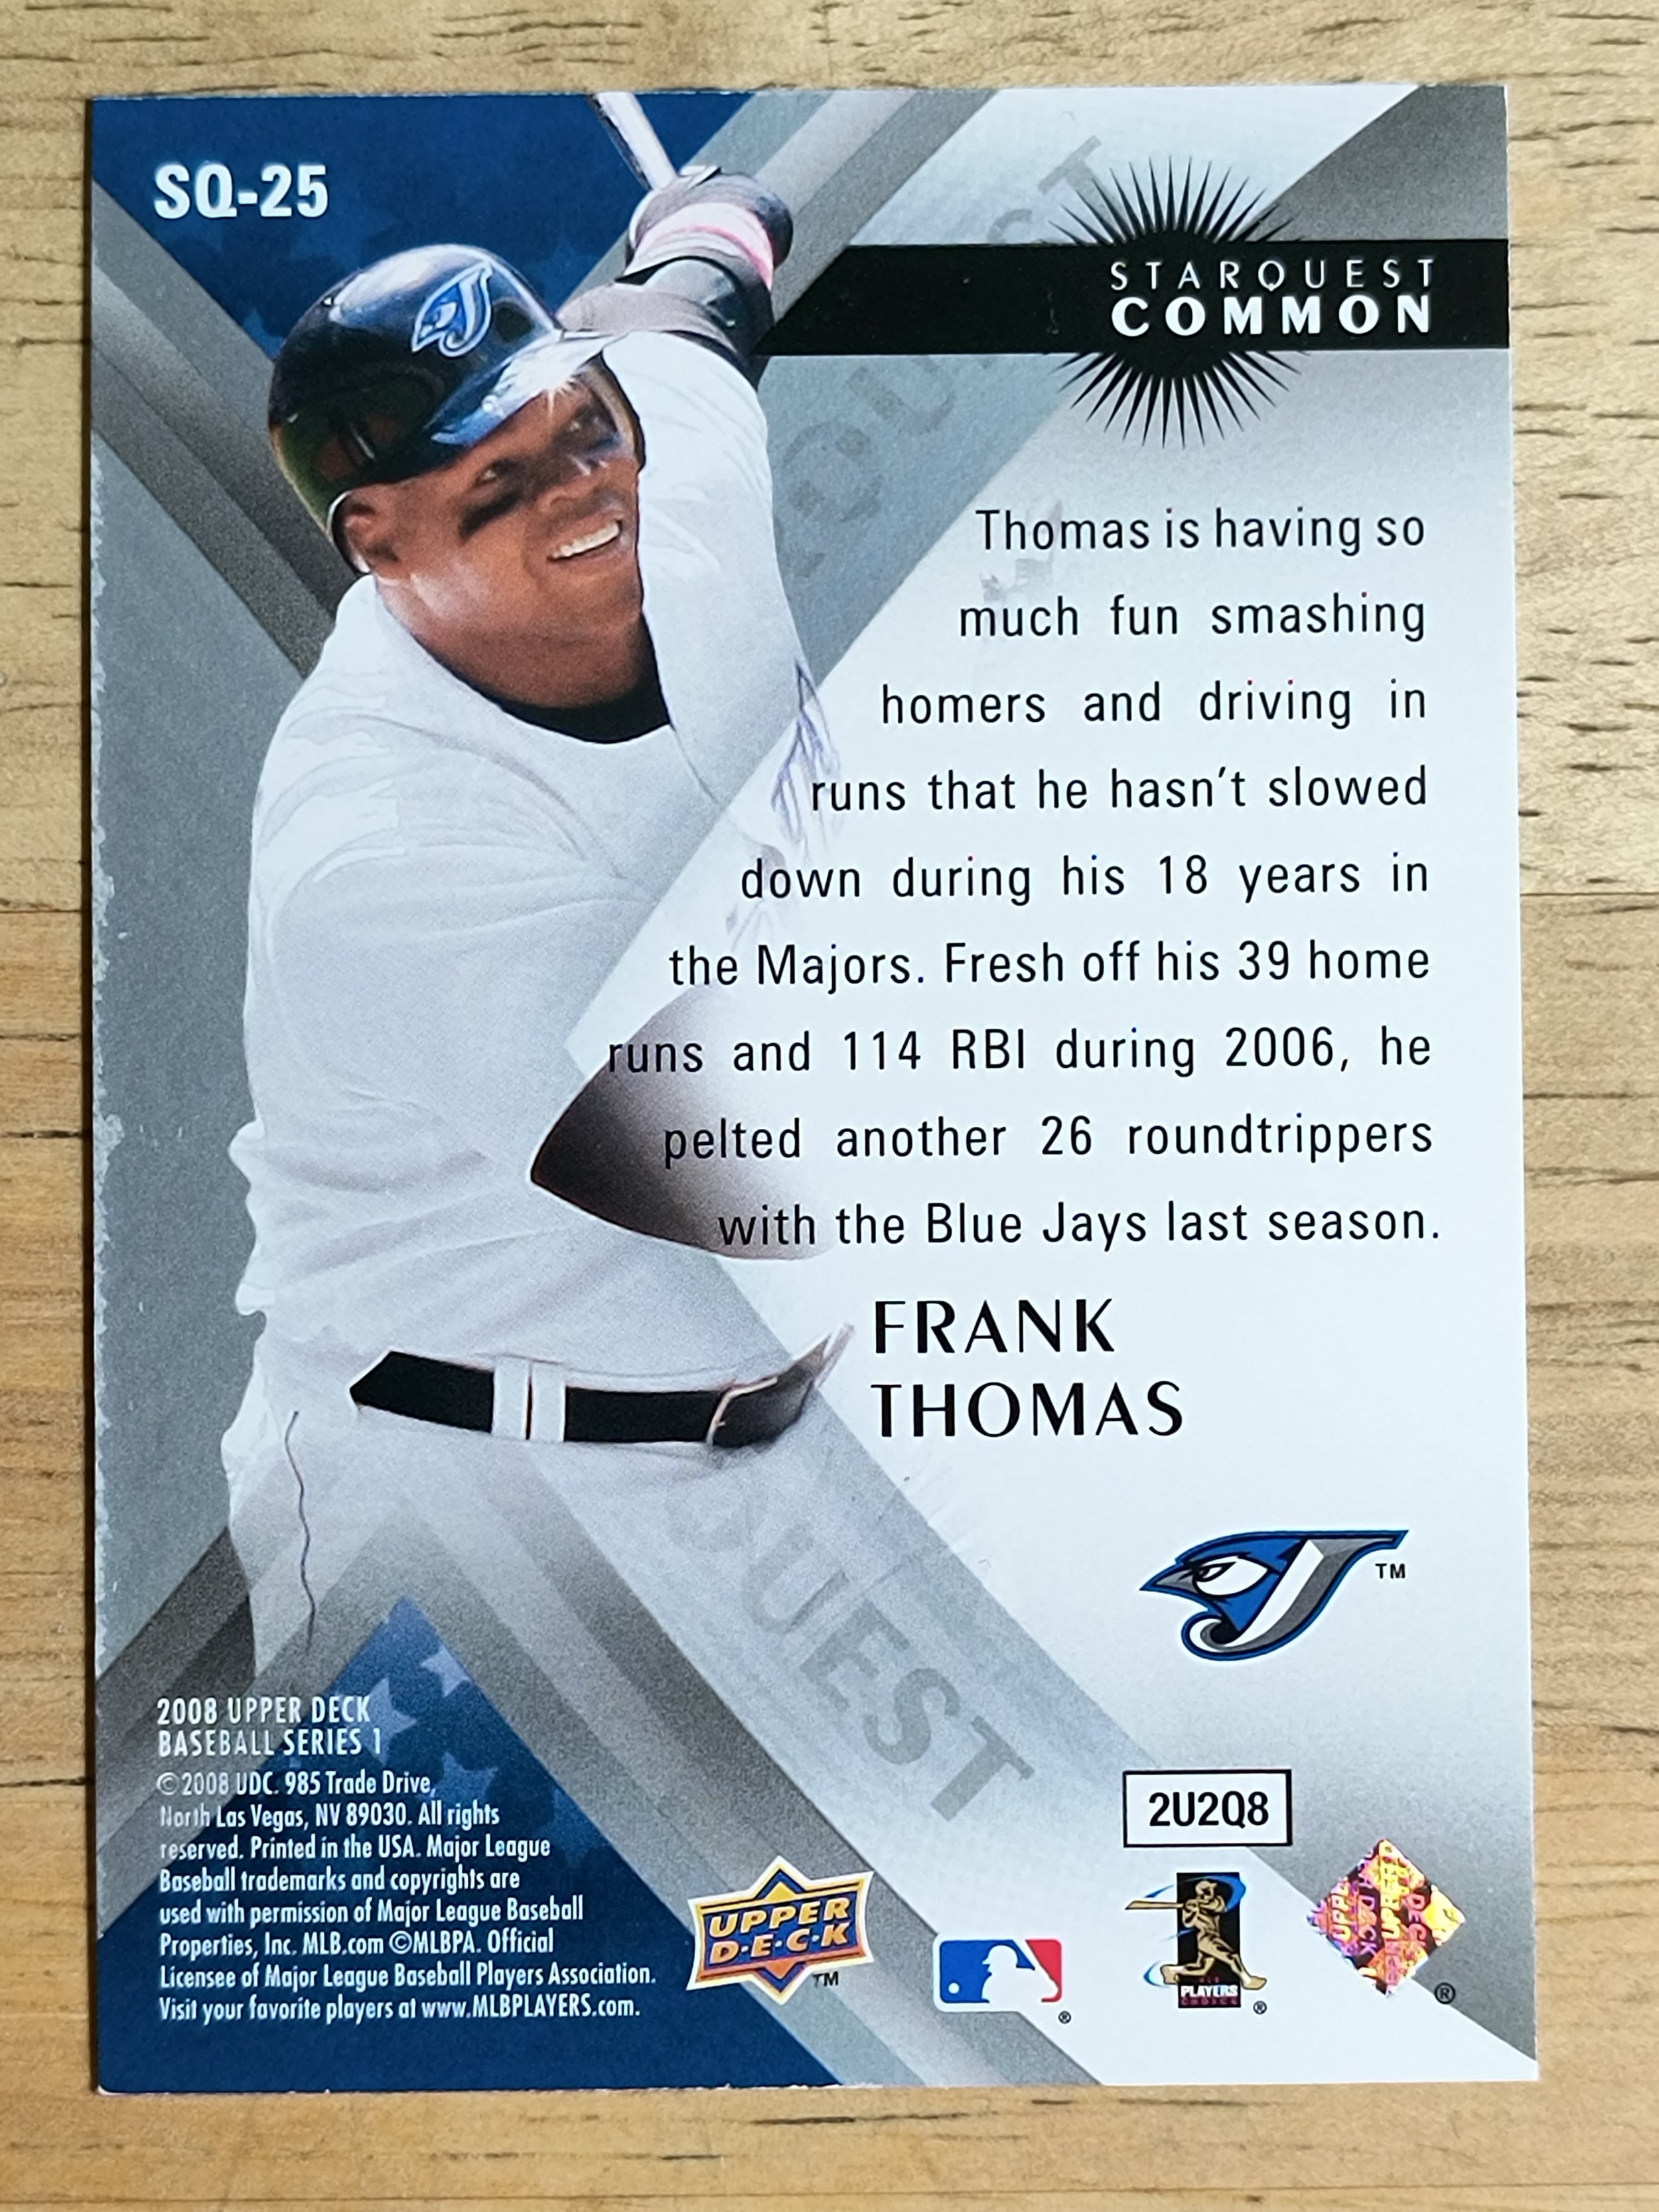 SQ-25
STARQUEST
COMMON
Thomas is having so
much fun smashing
homers and driving in
runs that he hasn't slowed
down during his 18 years in
the Majors. Fresh off his 39 home
runs and 114 RBI during 2006, he
pelted another 26 roundtrippers
with the Blue Jays last season.
FRANK
THOMAS
TM
QUEST
2008 UPPER DECK
BASEBALL SERIES 1
©2008 UDC. 985 Trade Drive,
North Las Vegas, NV 89030. All rights
reserved. Printed in the USA. Major League
Baseball trademarks and copyrights are
used with permission of Major League Baseball
Properties, Inc. MLB.com ©MLBPA. Official
Licensee of Major League Baseball Players Association.
Visit your favorite players at www.MLBPLAYERS.com.
2U2Q8
UPPER
D·E·C·K
TM
®
PLAYERS
CHOICE
®
®